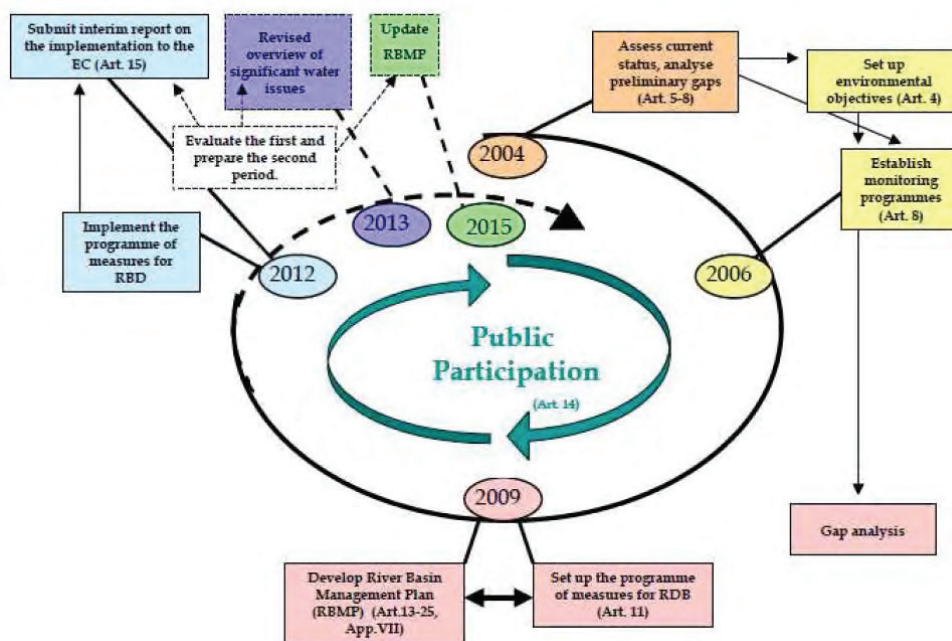 Submit interim report on
the implementation to the
EC (Art. 15)
Revised
overview of
significant water
issues
Update
RBMP
Assess current
status, analyse
preliminary gaps
(Art. 5-8)
Set up
environmental
objectives (Art. 4)
Evaluate the first and
prepare the second
period.
2004
Establish
monitoring
programmes
(Art. 8)
Implement the
programme of
measures for
RBD
2013
2015
2012
2006
Public
Participation
(Art. 14)
2009
Gap analysis
Develop River Basin
Management Plan
(RBMP) (Art.13-25,
App.VII)
Set up the programme
of measures for RDB
(Art. 11)